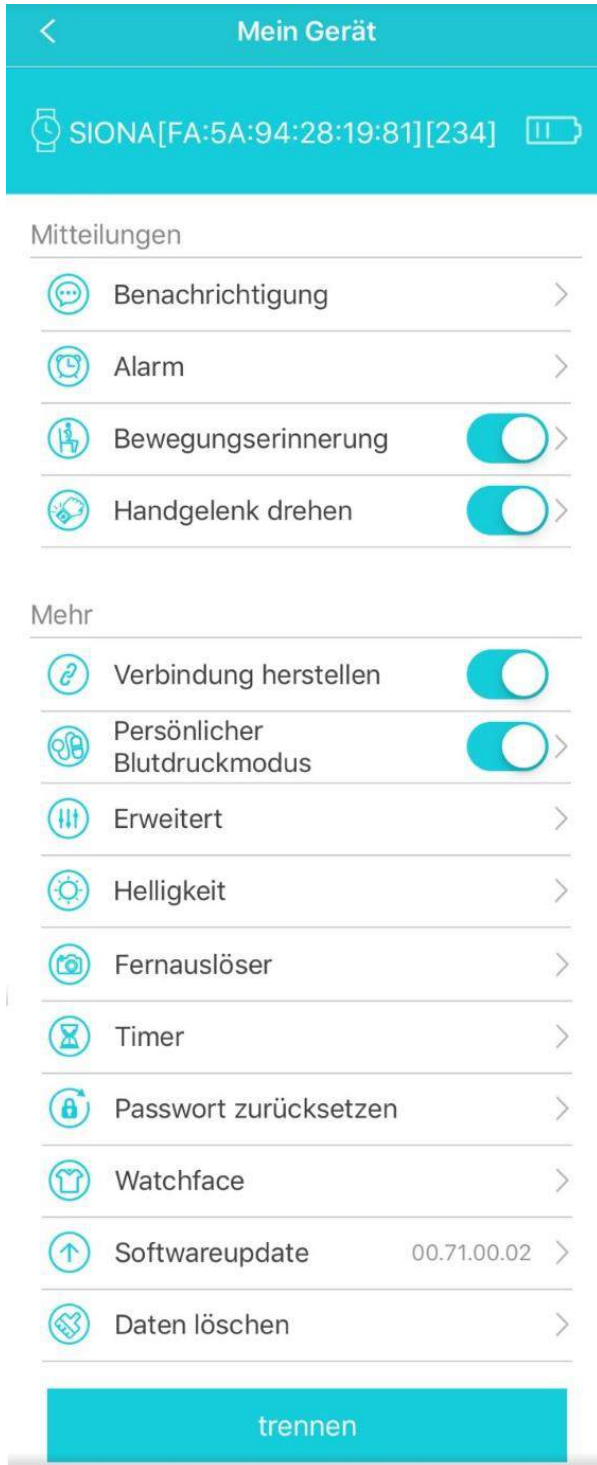 Mein Gerät
SIONA[FA:5A:94:28:19:81][234]
Mitteilungen
Benachrichtigung
Alarm
Bewegungserinnerung
Handgelenk drehen
Mehr
Verbindung herstellen
Persönlicher
Blutdruckmodus
Erweitert
Helligkeit
Fernauslöser
Timer
Passwort zurücksetzen
Watchface
Softwareupdate 00.71.00.02
Daten löschen
trennen